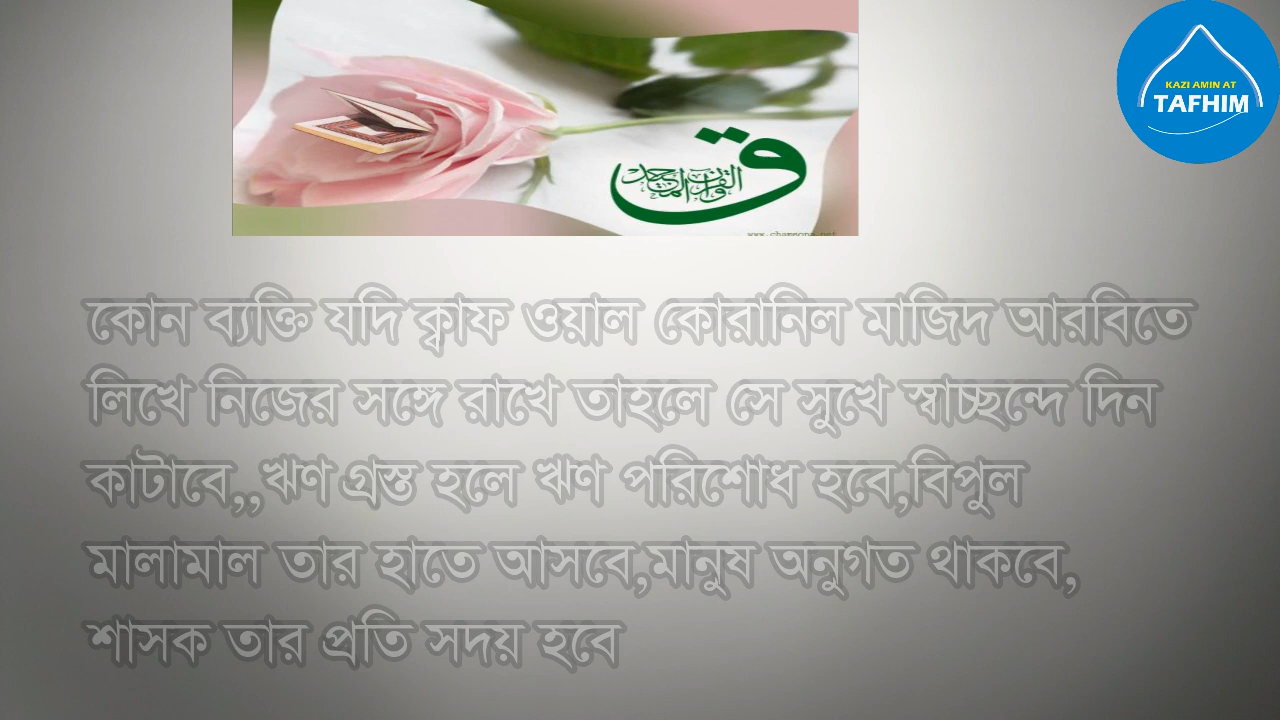 KAZI AMIN AT
TAFHIM
ق
والقرآن المجيد
কোন ব্যক্তি যদি ক্বাফ ওয়াল কোরানিল মাজিদ আরবিতে
লিখে নিজের সঙ্গে রাখে তাহলে সে সুখে স্বাচ্ছন্দে দিন
কাটাবে,,ঋণ গ্রস্ত হলে ঋণ পরিশোধ হবে,বিপুল
মালামাল তার হাতে আসবে,মানুষ অনুগত থাকবে,
শাসক তার প্রতি সদয় হবে